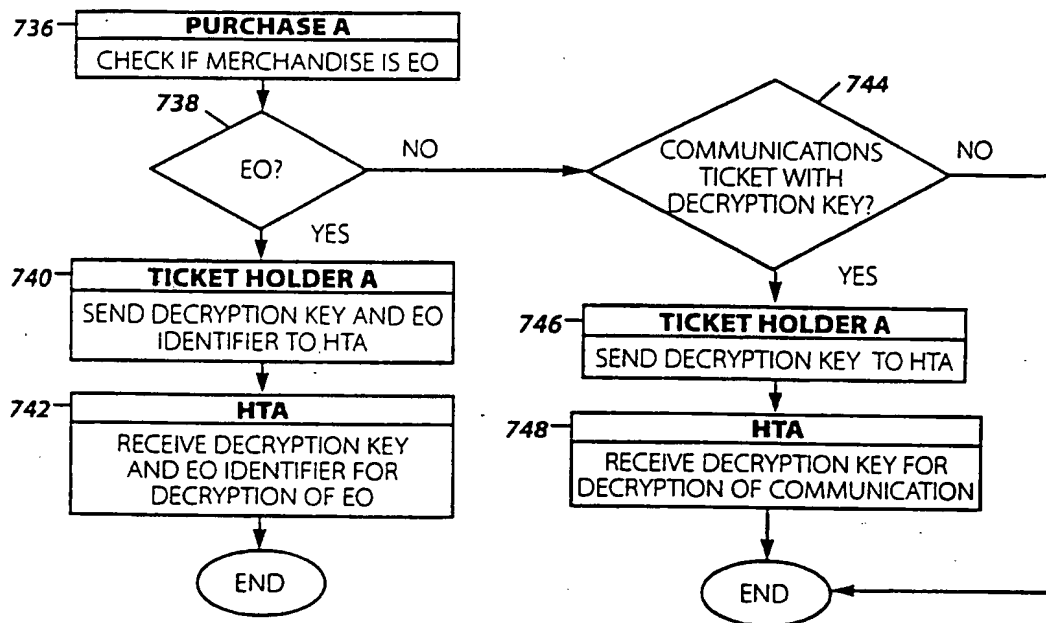 736
PURCHASE A
CHECK IF MERCHANDISE IS EO
738
EO?
NO
YES
740
TICKET HOLDER A
SEND DECRYPTION KEY AND EO
IDENTIFIER TO HTA
742
HTA
RECEIVE DECRYPTION KEY
AND EO IDENTIFIER FOR
DECRYPTION OF EO
END
744
COMMUNICATIONS
TICKET WITH
DECRYPTION KEY?
NO
YES
746
TICKET HOLDER A
SEND DECRYPTION KEY TO HTA
748
HTA
RECEIVE DECRYPTION KEY FOR
DECRYPTION OF COMMUNICATION
END